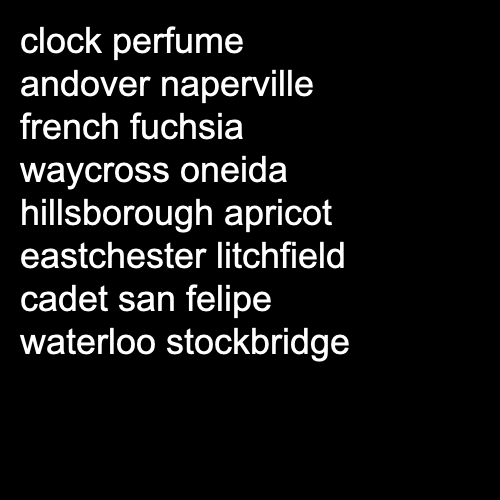 clock perfume
andover naperville
french fuchsia
waycross oneida
hillsborough apricot
eastchester litchfield
cadet san felipe
waterloo stockbridge